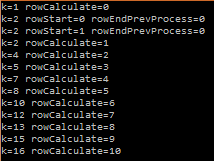 k=1 rowCalculate=0
k=2 rowStart=0 rowEndPrevProcess=0
k=2 rowStart=1 rowEndPrevProcess=0
k=2 rowCalculate=1
k=4 rowCalculate=2
k=5 rowCalculate=3
k=7 rowCalculate=4
k=8 rowCalculate=5
k=10 rowCalculate=6
k=12 rowCalculate=7
k=13 rowCalculate=8
k=15 rowCalculate=9
k=16 rowCalculate=10